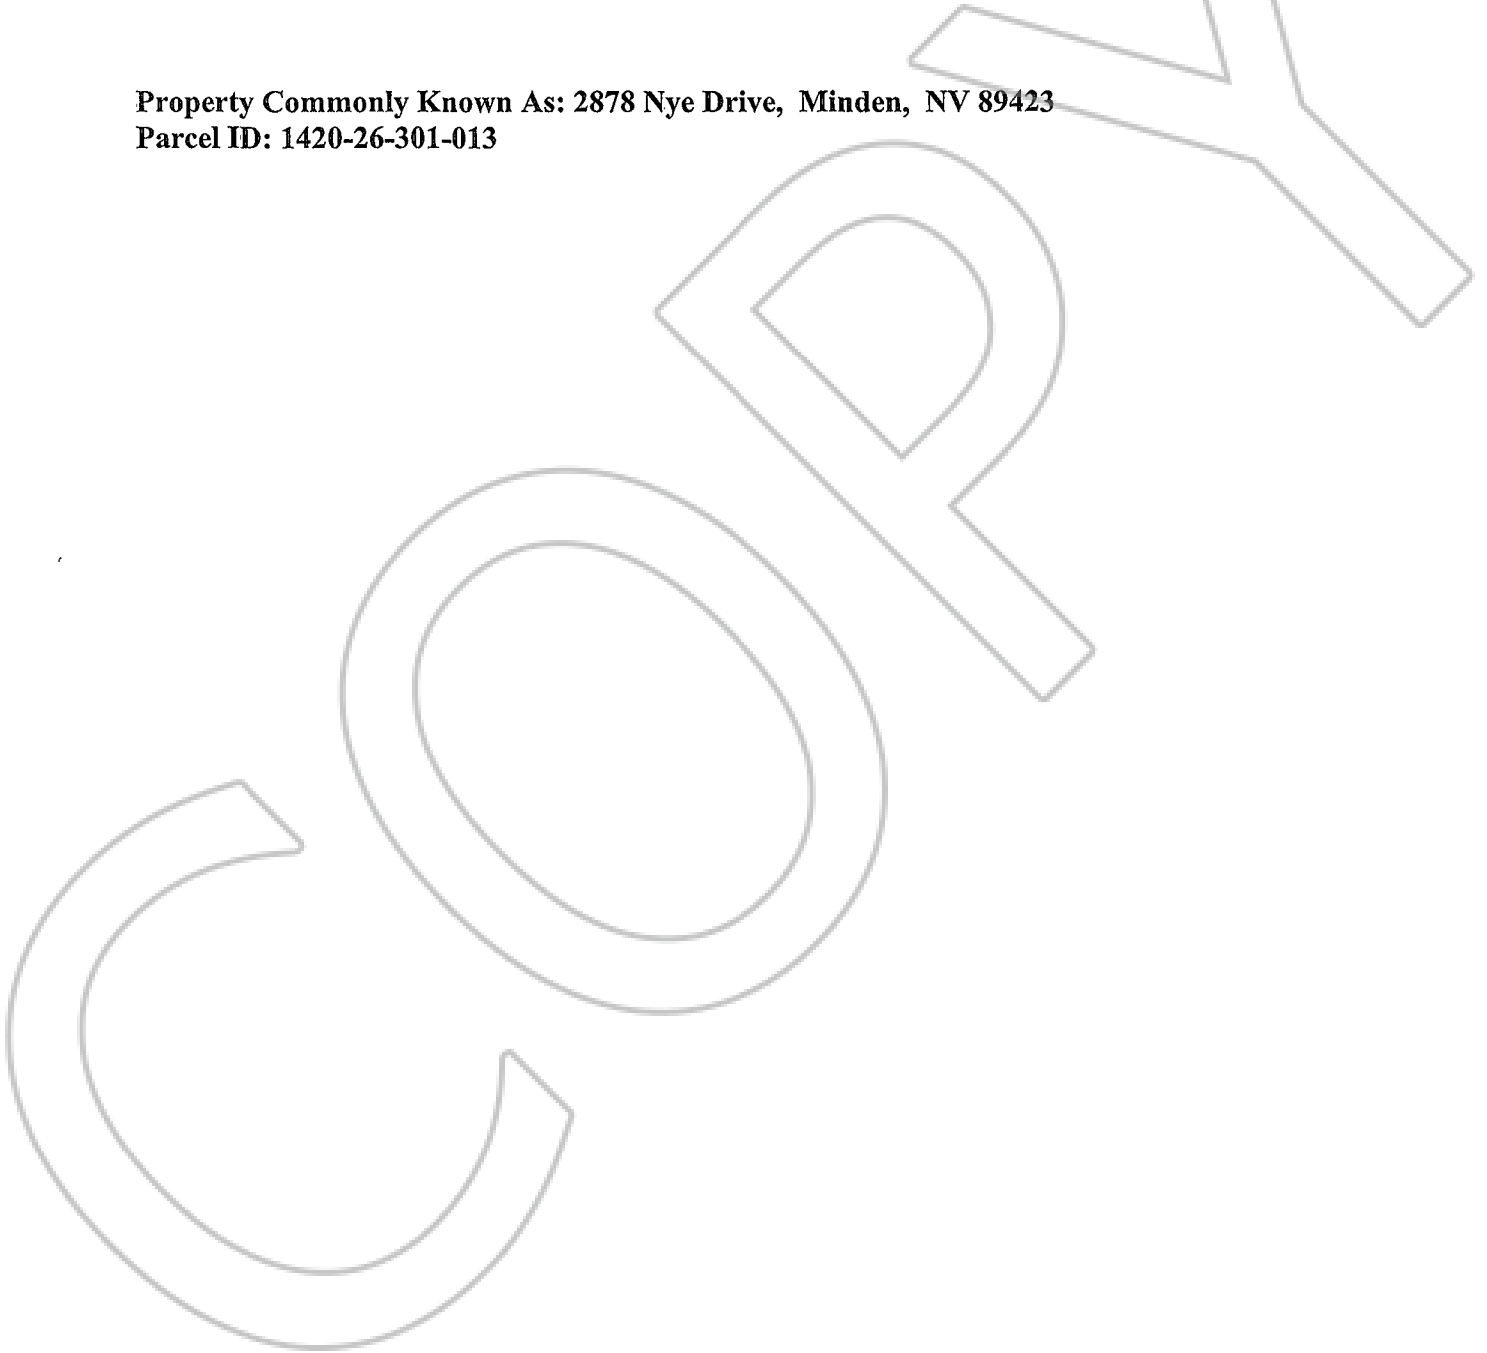 Property Commonly Known As: 2878 Nye Drive, Minden, NV 89423
Parcel ID: 1420-26-301-013
COPY